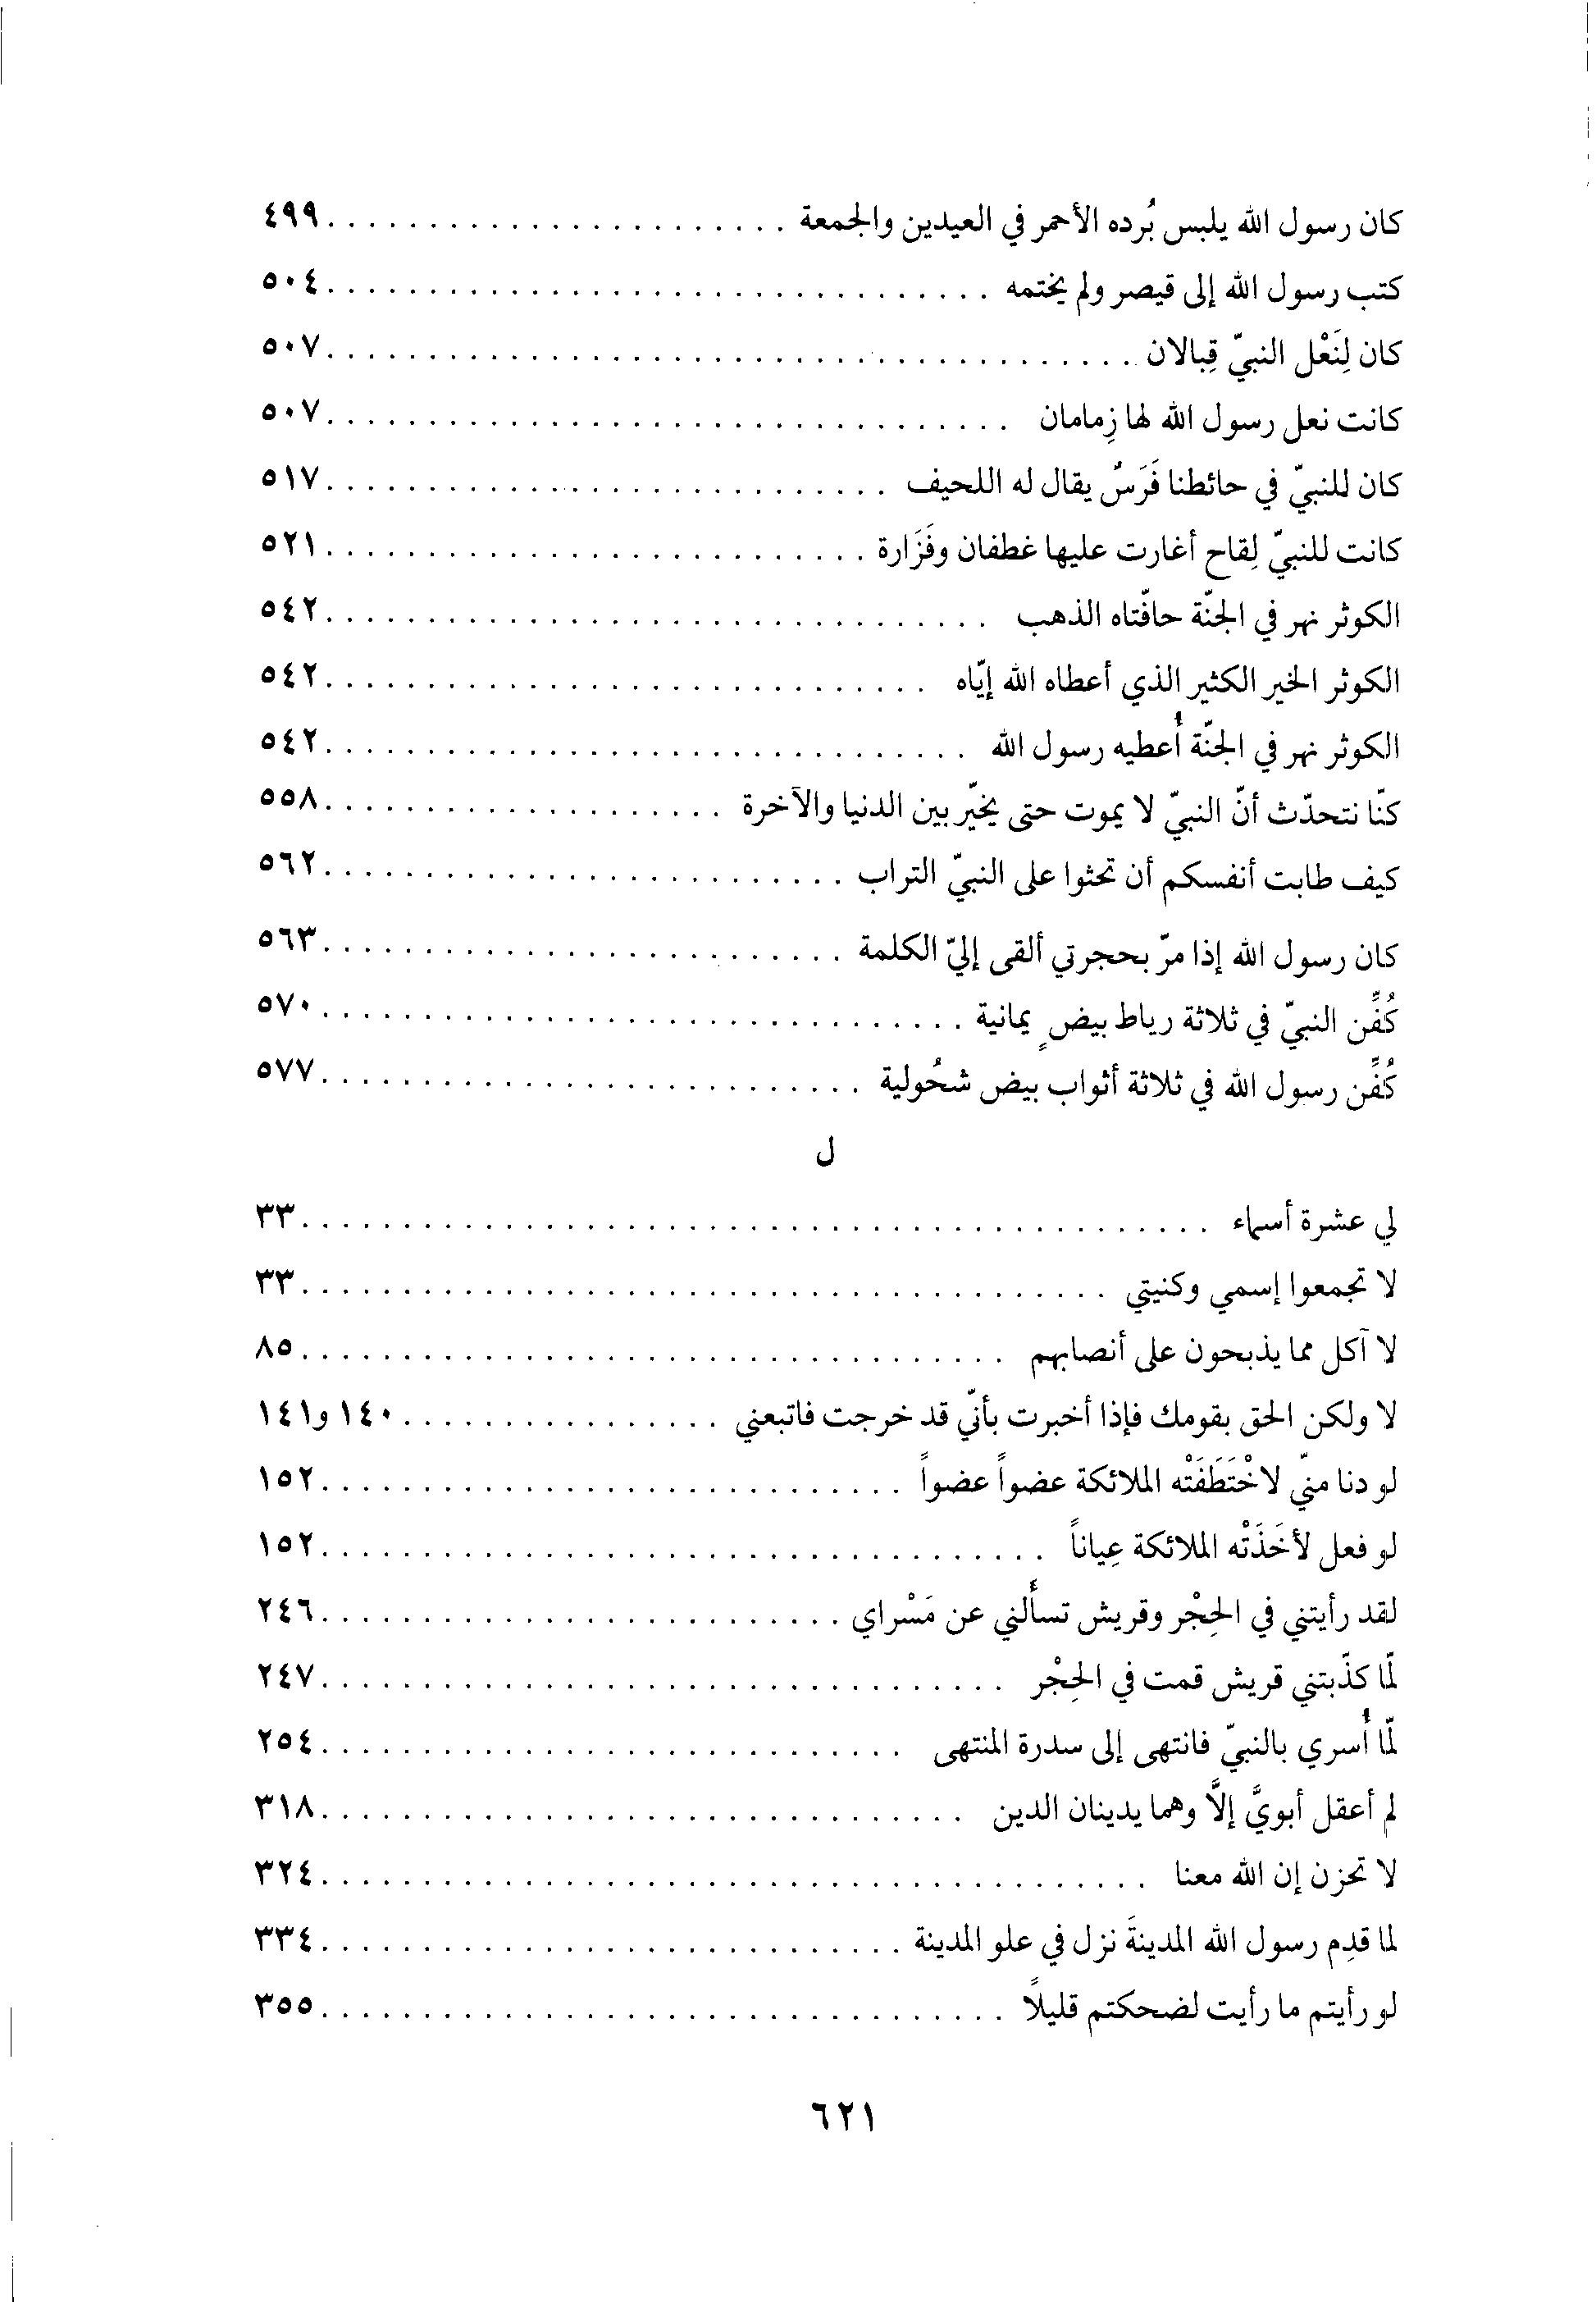 كان رسول الله يلبس بُرده الأحمر في العيدين والجمعة . . . . . . . . . . . . . . . . . . . . . . . ٤٩٩
كتب رسول الله إلى قيصر ولم يختمه . . . . . . . . . . . . . . . . . . . . . . . . . . . . . . . . . ٥٠٤
كان لِنَعْل النبيّ قِبالان . . . . . . . . . . . . . . . . . . . . . . . . . . . . . . . . . . . . . . . . ٥٠٧
كانت نعل رسول الله لها زِمامان . . . . . . . . . . . . . . . . . . . . . . . . . . . . . . . . . . ٥٠٧
كان للنبيّ في حائطنا فَرَسٌ يقال له اللحيف . . . . . . . . . . . . . . . . . . . . . . . . . . . . ٥١٧
كانت للنبيّ لِقاح أغارت عليها غطفان وفَزَارة . . . . . . . . . . . . . . . . . . . . . . . . . . . ٥٢١
الكوثر نهر في الجنّة حافّتاه الذهب . . . . . . . . . . . . . . . . . . . . . . . . . . . . . . . . . ٥٤٢
الكوثر الخير الكثير الذي أعطاه الله إيّاه . . . . . . . . . . . . . . . . . . . . . . . . . . . . . . ٥٤٢
الكوثر نهر في الجنّة أُعطيه رسول الله . . . . . . . . . . . . . . . . . . . . . . . . . . . . . . . . ٥٤٢
كنّا نتحدّث أنّ النبيّ لا يموت حتى يخيّر بين الدنيا والآخرة . . . . . . . . . . . . . . . . . . . . ٥٥٨
كيف طابت أنفسكم أن تحثوا على النبيّ التراب . . . . . . . . . . . . . . . . . . . . . . . . . . ٥٦٢
كان رسول الله إذا مرّ بحجرتي ألقى إليّ الكلمة . . . . . . . . . . . . . . . . . . . . . . . . . . ٥٦٣
كُفِّن النبيّ في ثلاثة رياط بيضٍ يمانية . . . . . . . . . . . . . . . . . . . . . . . . . . . . . . . . ٥٧٠
كُفِّن رسول الله في ثلاثة أثواب بيض شحُولية . . . . . . . . . . . . . . . . . . . . . . . . . . . ٥٧٧
ل
لي عشرة أسماء . . . . . . . . . . . . . . . . . . . . . . . . . . . . . . . . . . . . . . . . . . . . . ٣٣
لا تجمعوا إسمي وكنيتي . . . . . . . . . . . . . . . . . . . . . . . . . . . . . . . . . . . . . . . . ٣٣
لا آكل مما يذبحون على أنصابهم . . . . . . . . . . . . . . . . . . . . . . . . . . . . . . . . . . . ٨٥
لا ولكن الحق بقومك فإذا أخبرت بأنّي قد خرجت فاتبعني . . . . . . . . . . . . . . . . ١٤٠ و١٤١
لو دنا منّي لاخْتَطَفَتْه الملائكة عضواً عضواً . . . . . . . . . . . . . . . . . . . . . . . . . . . . . ١٥٢
لو فعل لأخَذَتْه الملائكة عِياناً . . . . . . . . . . . . . . . . . . . . . . . . . . . . . . . . . . . . ١٥٢
لقد رأيتني في الحِجْر وقريش تسأَلني عن مَسْراي . . . . . . . . . . . . . . . . . . . . . . . . . . ٢٤٦
لّما كذّبتني قريش قمت في الحِجْر . . . . . . . . . . . . . . . . . . . . . . . . . . . . . . . . . . ٢٤٧
لّما أُسري بالنبيّ فانتهى إلى سدرة المنتهى . . . . . . . . . . . . . . . . . . . . . . . . . . . . . ٢٥٤
لم أعقل أبويَّ إلاَّ وهما يدينان الدين . . . . . . . . . . . . . . . . . . . . . . . . . . . . . . . . ٣١٨
لا تحزن إن الله معنا . . . . . . . . . . . . . . . . . . . . . . . . . . . . . . . . . . . . . . . . . ٣٢٤
لما قدِم رسول الله المدينةَ نزل في علو المدينة . . . . . . . . . . . . . . . . . . . . . . . . . . . . . ٣٣٤
لو رأيتم ما رأيت لضحكتم قليلاً . . . . . . . . . . . . . . . . . . . . . . . . . . . . . . . . . . ٣٥٥
٦٢١